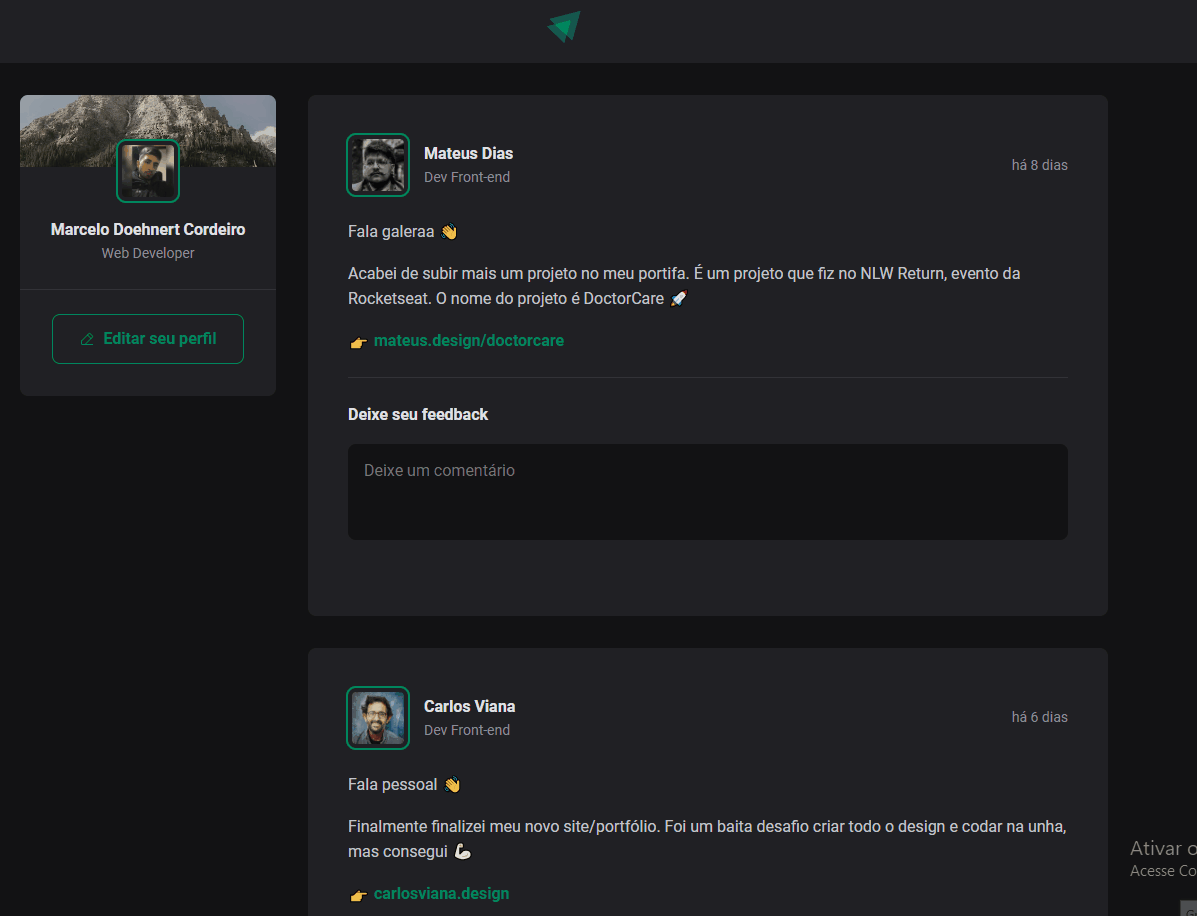 Marcelo Doehnert Cordeiro
Web Developer
Editar seu perfil
Mateus Dias
Dev Front-end
há 8 dias
Fala galeraa 👋
Acabei de subir mais um projeto no meu portifa. É um projeto que fiz no NLW Return, evento da
Rocketseat. O nome do projeto é DoctorCare 🚀
👉 mateus.design/doctorcare
Deixe seu feedback
Deixe um comentário
Carlos Viana
Dev Front-end
há 6 dias
Fala pessoal 👋
Finalmente finalizei meu novo site/portfólio. Foi um baita desafio criar todo o design e codar na unha,
mas consegui 💪🏻
👉 carlosviana.design
Ativar o
Acesse Co